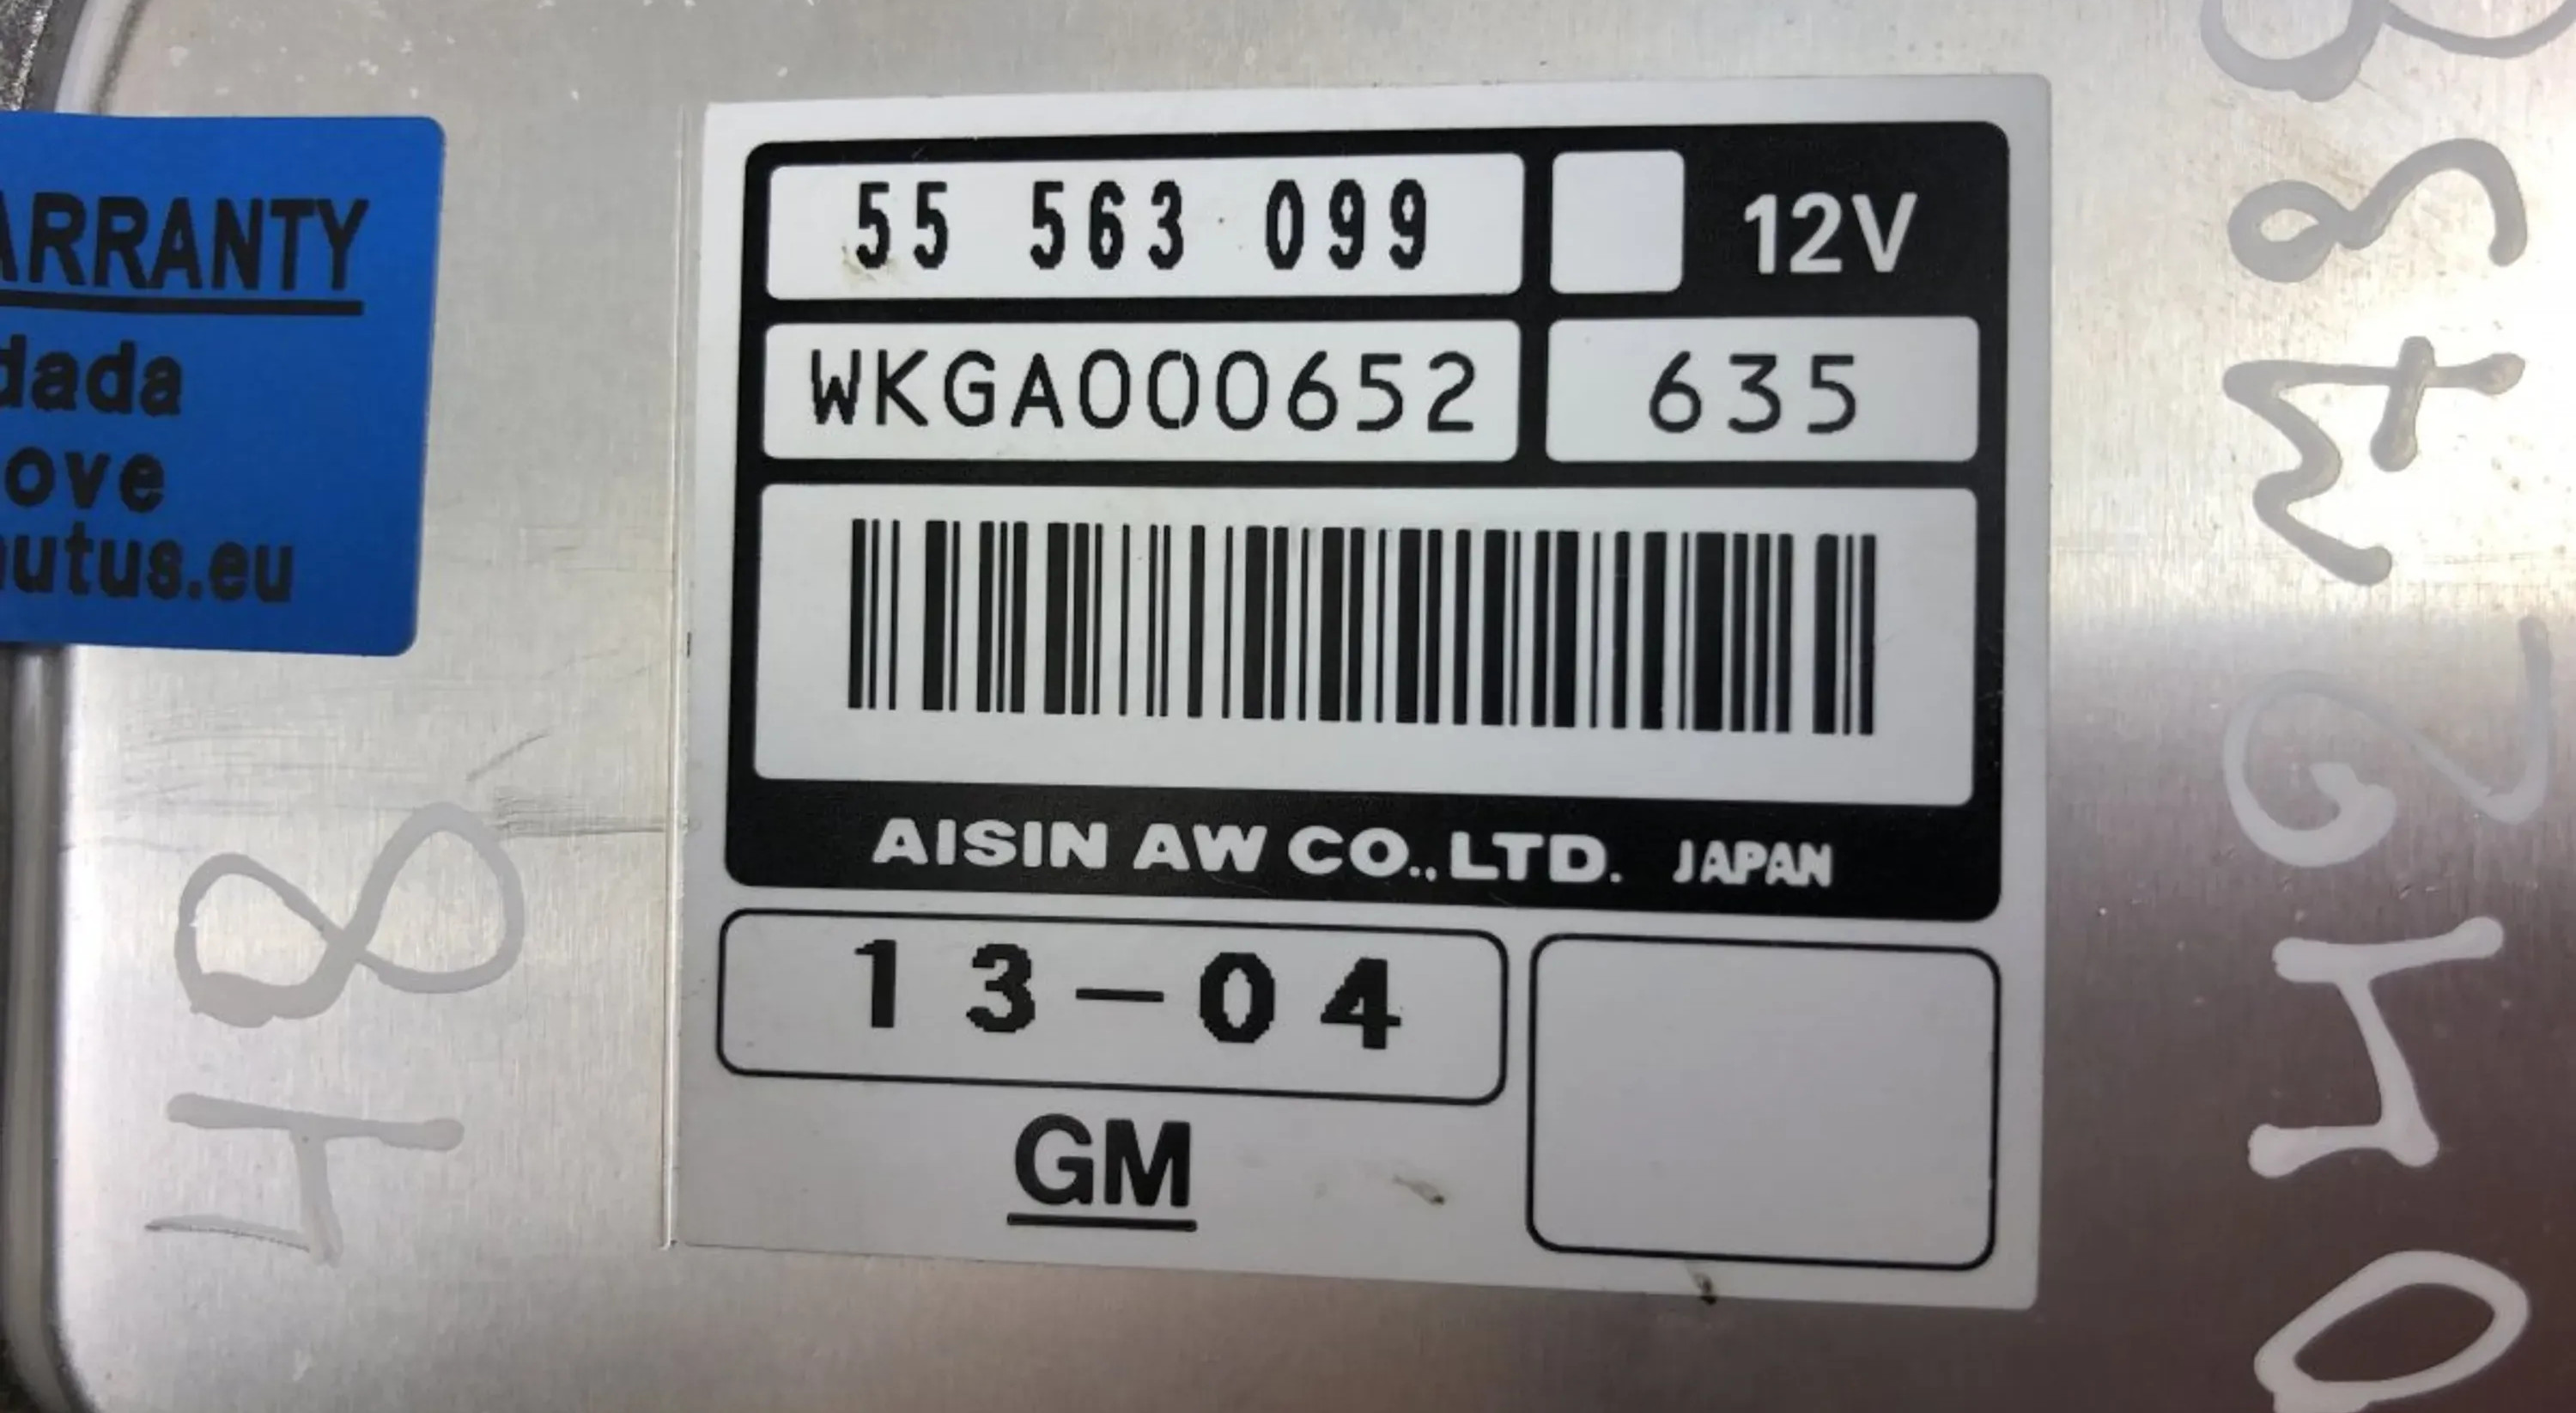 55 563 099
12V
WKGA000652
635
AISIN AW CO., LTD. JAPAN
13-04
GM
ARRANTY
dada
ove
utus.eu
48